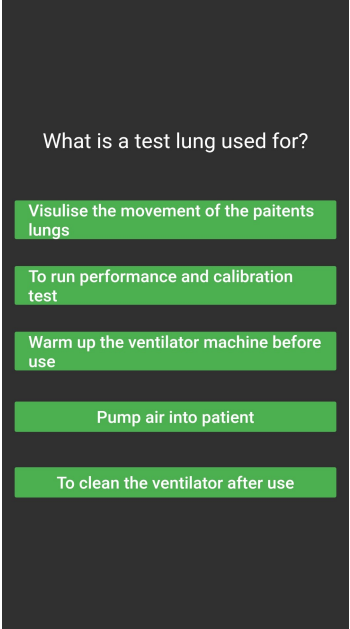 What is a test lung used for?
Visulise the movement of the paitents
lungs
To run performance and calibration
test
Warm up the ventilator machine before
use
Pump air into patient
To clean the ventilator after use